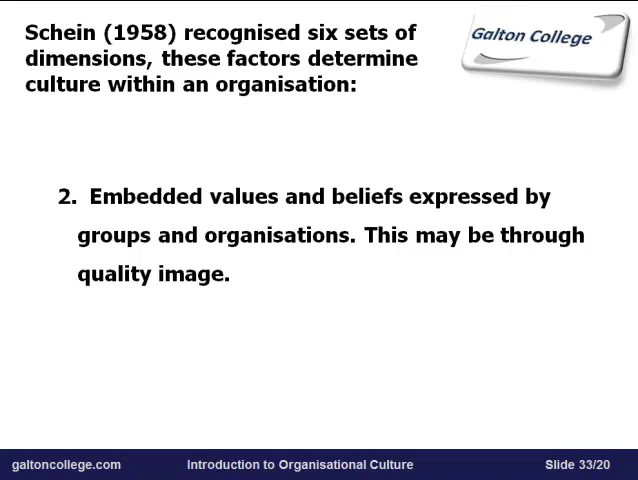 Schein (1958) recognised six sets of
dimensions, these factors determine
culture within an organisation:
Galton College
2. Embedded values and beliefs expressed by
groups and organisations. This may be through
quality image.
galtoncollege.com
Introduction to Organisational Culture
Slide 33/20